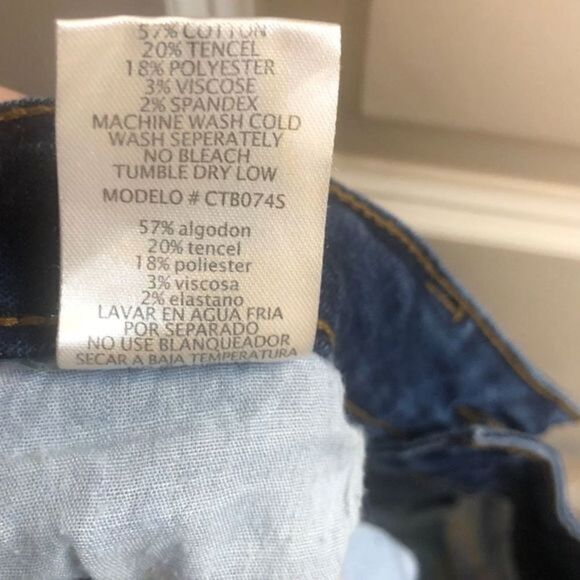 57% COTTON
20% TENCEL
18% POLYESTER
3% VISCOSE
2% SPANDEX
MACHINE WASH COLD
WASH SEPERATELY
NO BLEACH
TUMBLE DRY LOW
MODELO # CTB074S
57% algodon
20% tencel
18% poliester
3% viscosa
2% elastano
LAVAR EN AGUA FRIA
POR SEPARADO
NO USE BLANQUEADOR
SECAR A BAJA TEMPERATURA